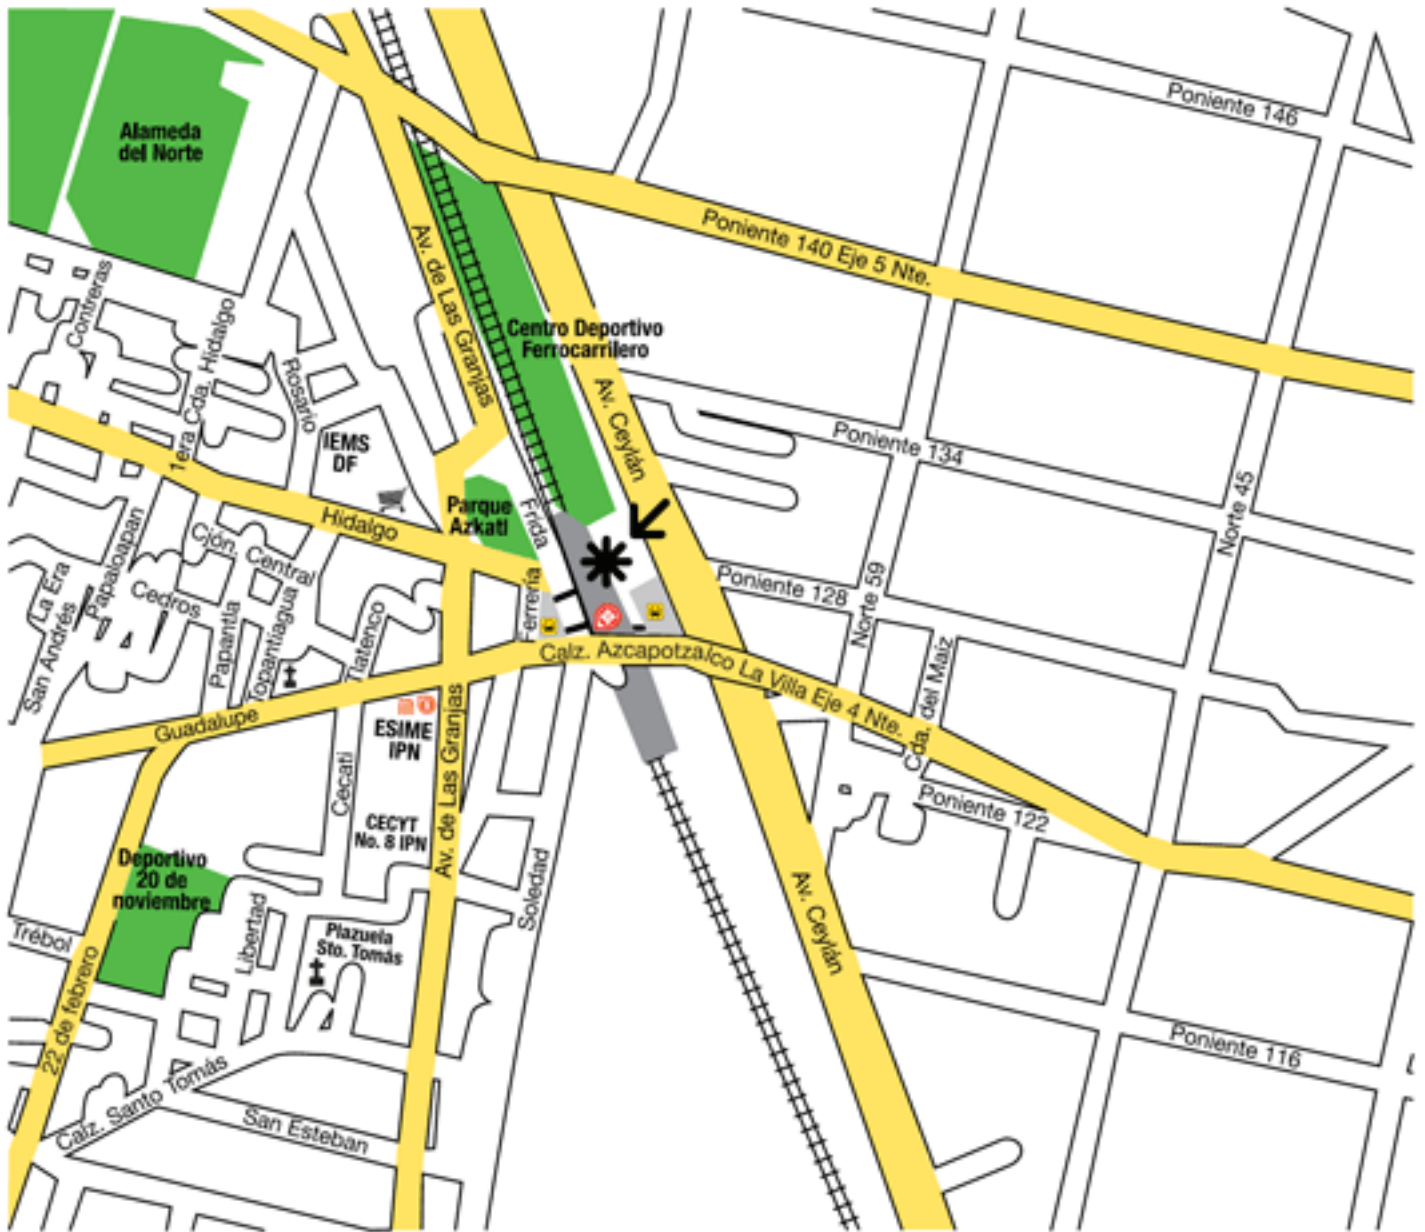 Poniente 146
Alameda
del Norte
Poniente 140 Eje 5 Nte.
Av. de Las Granjas
Contreras
1era Cda. Hidalgo
Centro Deportivo
Ferrocarrilero
Rosario
Av. Ceylán
IEMS
DF
Poniente 134
Norte 45
Parque
Azkatl
Frida
Hidalgo
Cjón. Central
Papaloapan
La Era
Cedros
San Andrés
Papantla
Topantiagua
Tlatenco
Ferrería
Poniente 128
Norte 59
Calz. Azcapotzalco La Villa Eje 4 Nte.
Cda. del Maíz
Guadalupe
ESIME
IPN
Cecati
Av. de Las Granjas
CECYT
No. 8 IPN
Poniente 122
Deportivo
20 de
noviembre
Soledad
Av. Ceylán
Trébol
Libertad
Plazuela
Sto. Tomás
22 de febrero
Poniente 116
Calz. Santo Tomás
San Esteban